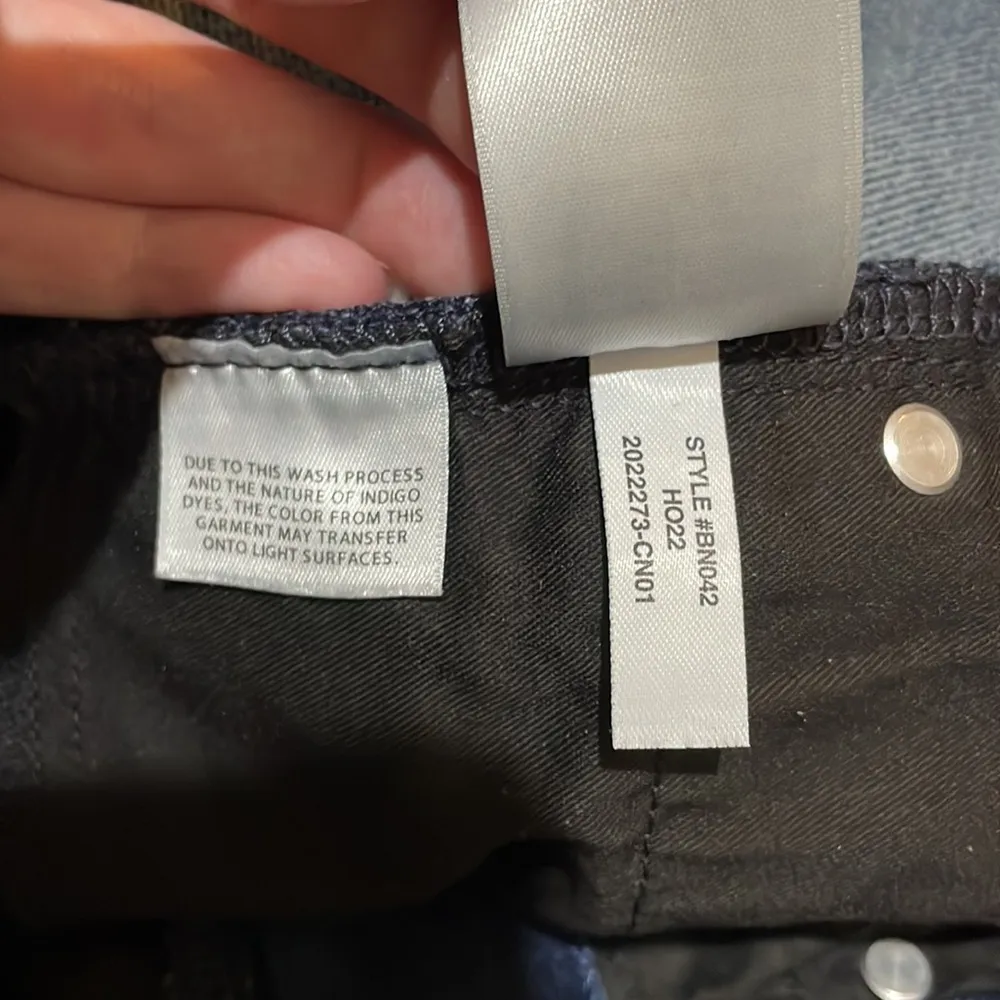 DUE TO THIS WASH PROCESS
AND THE NATURE OF INDIGO
DYES, THE COLOR FROM THIS
GARMENT MAY TRANSFER
ONTO LIGHT SURFACES.
STYLE #BN042
HO22
2022273-CN01